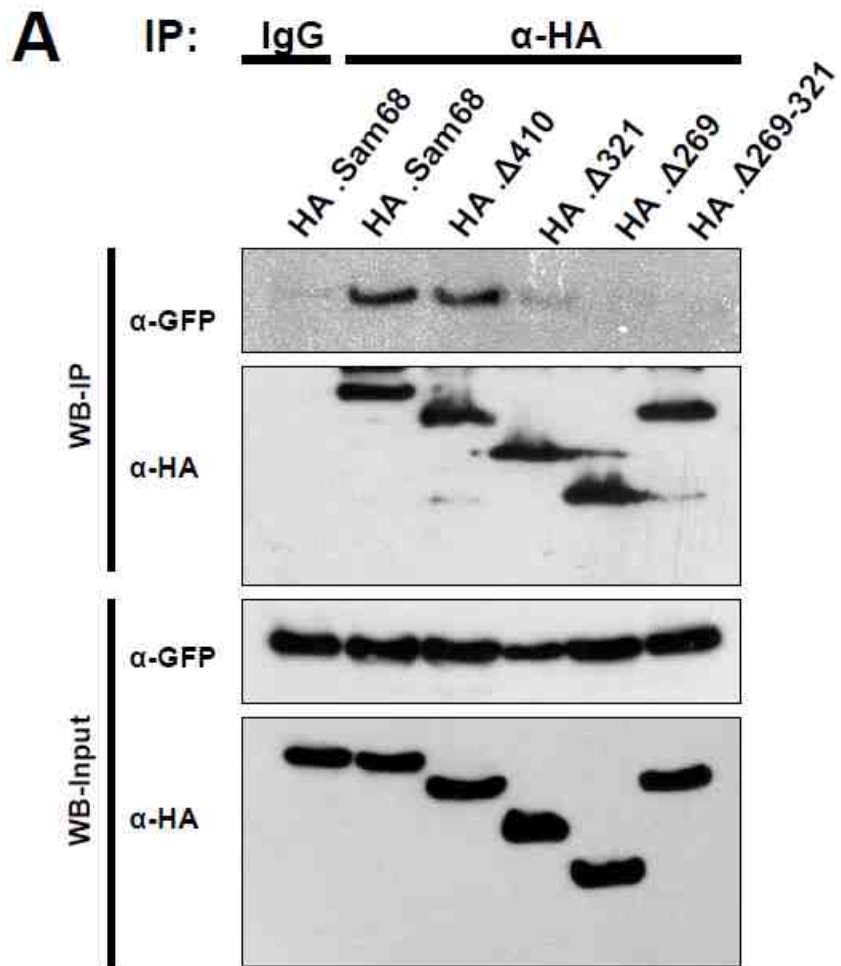 A
IP: IgG α-HA
HA .Sam68
HA .Sam68
HA .Δ410
HA .Δ321
HA .Δ269
HA .Δ269-321
WB-IP
α-GFP
α-HA
WB-Input
α-GFP
α-HA